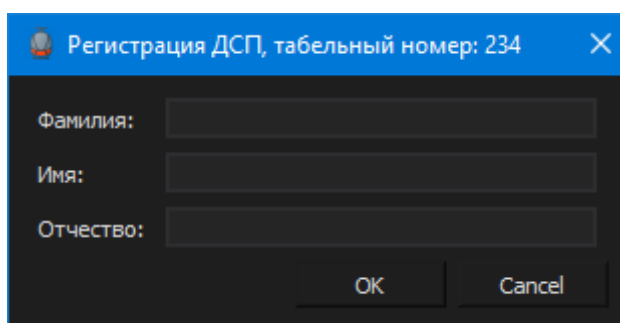 Регистрация ДСП, табельный номер: 234
Фамилия:
Имя:
Отчество:
OK Cancel